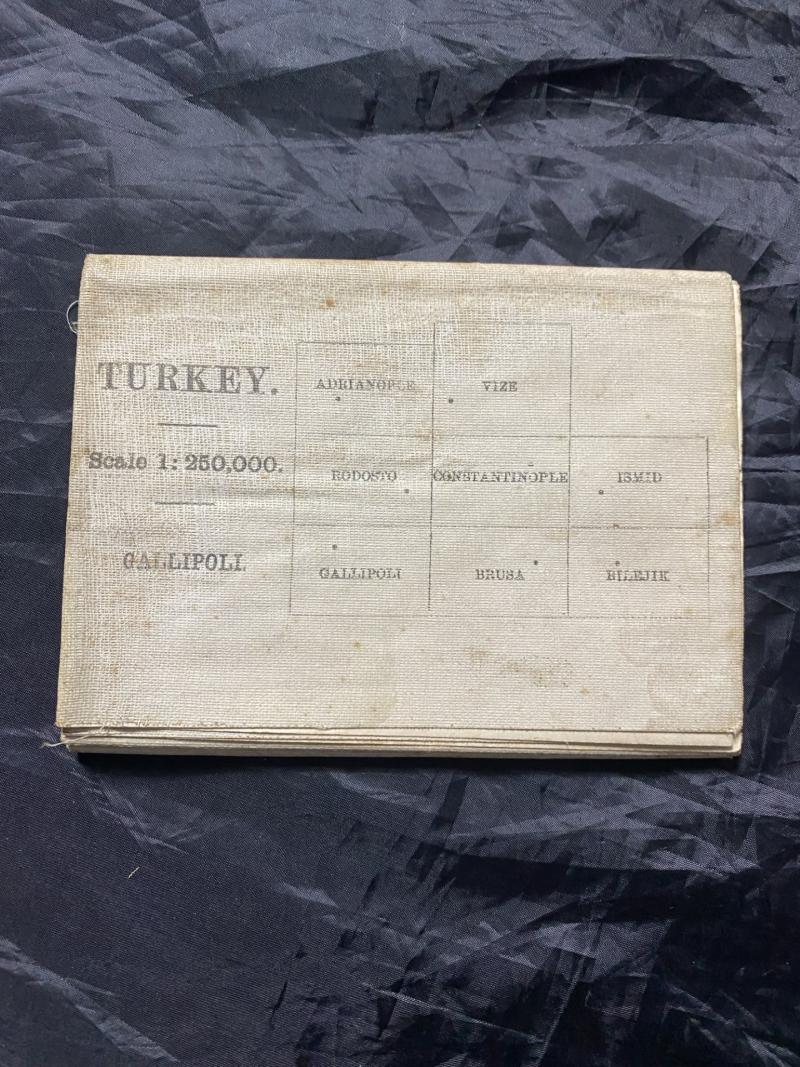 TURKEY.
Scale 1: 250,000.
GALLIPOLI.
ADRIANOPLE VIZE
RODOSTO CONSTANTINOPLE ISMID
GALLIPOLI BRUSA BILEJIK